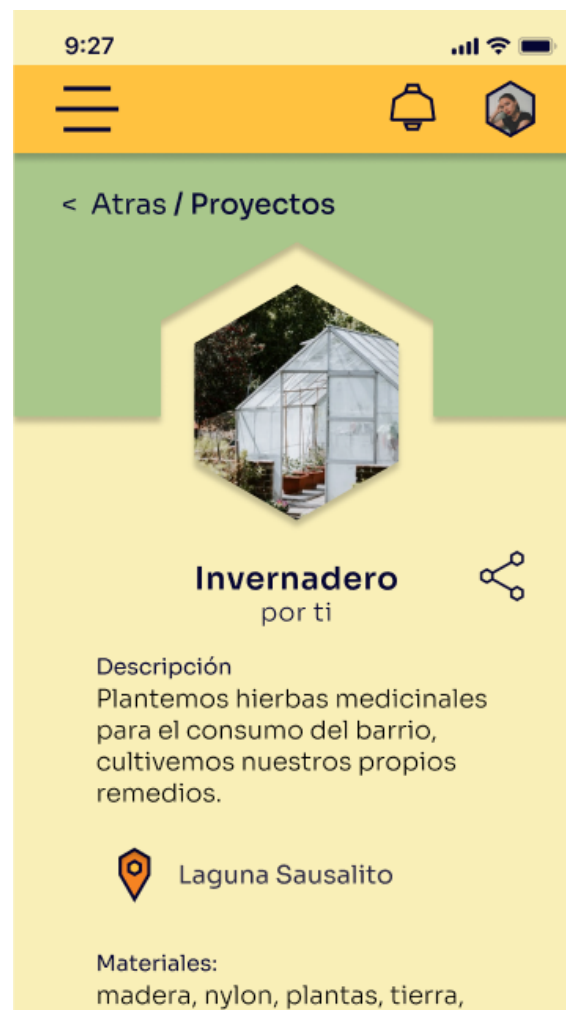 9:27
< Atras / Proyectos
Invernadero
por ti
Descripción
Plantemos hierbas medicinales
para el consumo del barrio,
cultivemos nuestros propios
remedios.
Laguna Sausalito
Materiales:
madera, nylon, plantas, tierra,